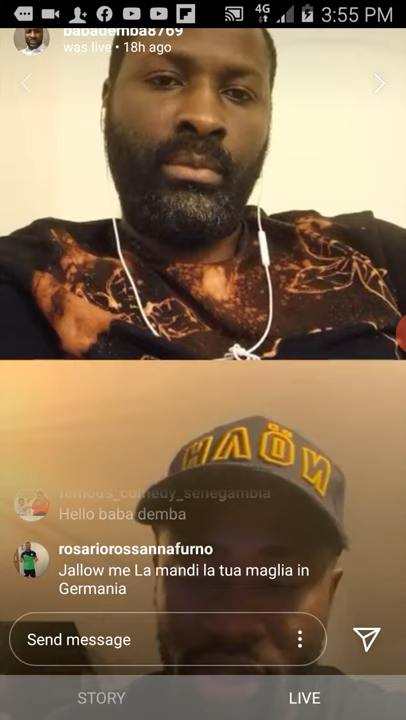 4G
3:55 PM
babademba8769
was live • 18h ago
famous_comedy_senegambia
Hello baba demba
rosariorossannafurno
Jallow me La mandi la tua maglia in
Germania
Send message
STORY
LIVE